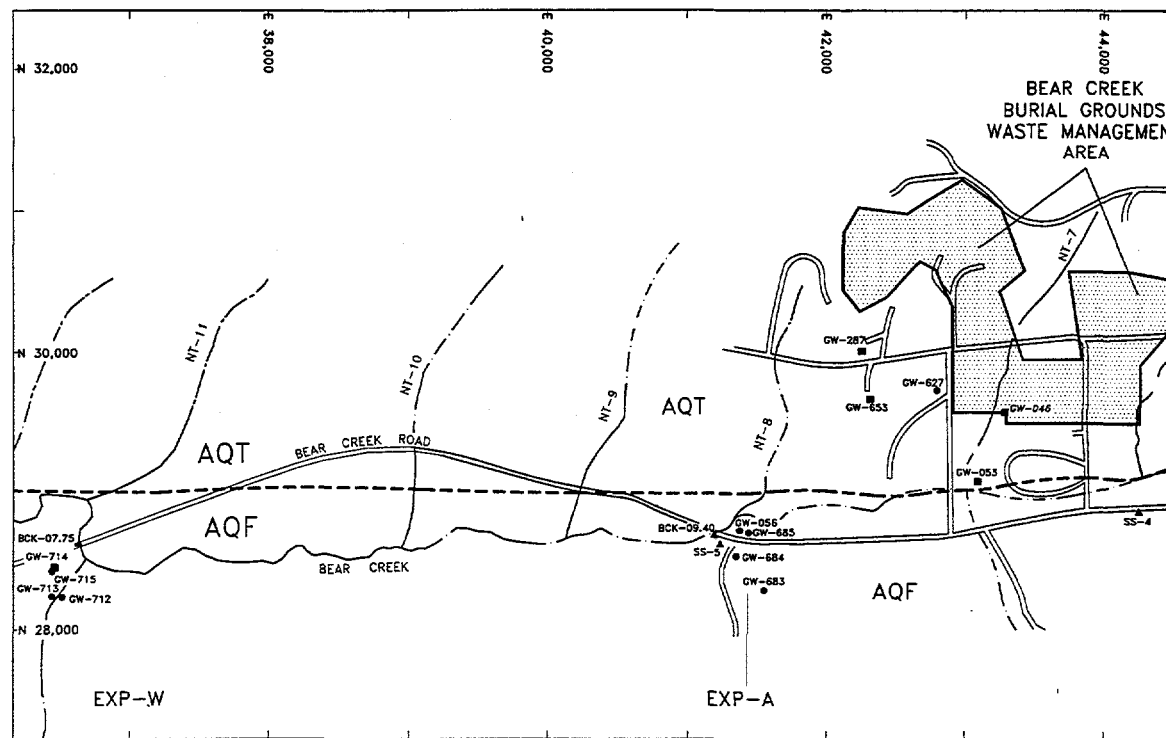 E 38,000
E 40,000
E 42,000
E 44,000
N 32,000
BEAR CREEK
BURIAL GROUNDS
WASTE MANAGEMEN
AREA
NT-7
NT-11
N 30,000
GW-287
NT-10
GW-627
NT-9
AQT
GW-653
GW-046
NT-8
AQT
BEAR CREEK ROAD
GW-053
AQF
BCK-09.40
GW-056
GW-685
SS-4
BCK-07.75
SS-5
GW-684
GW-714
GW-715
BEAR CREEK
GW-683
AQF
GW-713
GW-712
N 28,000
EXP-W
EXP-A